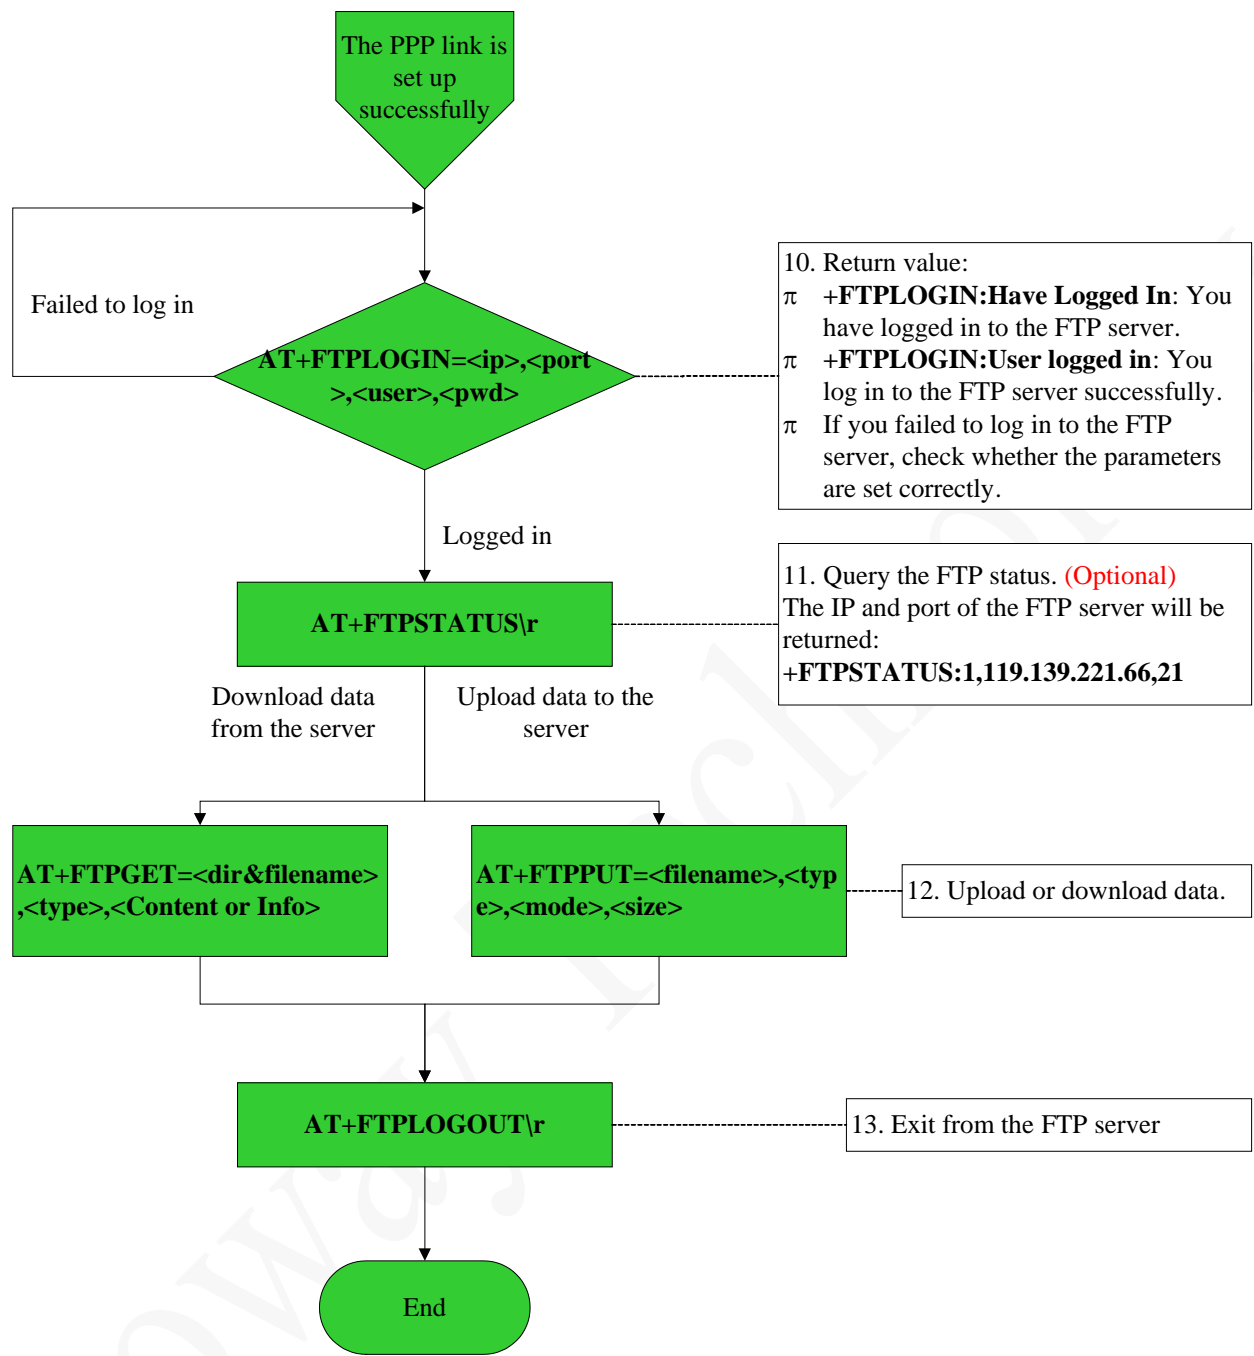 The PPP link is
set up
successfully
Failed to log in
AT+FTPLOGIN=<ip>,<port
>,<user>,<pwd>
10. Return value:
π +FTPLOGIN:Have Logged In: You
have logged in to the FTP server.
π +FTPLOGIN:User logged in: You
log in to the FTP server successfully.
π If you failed to log in to the FTP
server, check whether the parameters
are set correctly.
Logged in
AT+FTPSTATUS\r
11. Query the FTP status. (Optional)
The IP and port of the FTP server will be
returned:
+FTPSTATUS:1,119.139.221.66,21
Download data
from the server
Upload data to the
server
AT+FTPGET=<dir&filename>
,<type>,<Content or Info>
AT+FTPPUT=<filename>,<typ
e>,<mode>,<size>
12. Upload or download data.
AT+FTPLOGOUT\r
13. Exit from the FTP server
End